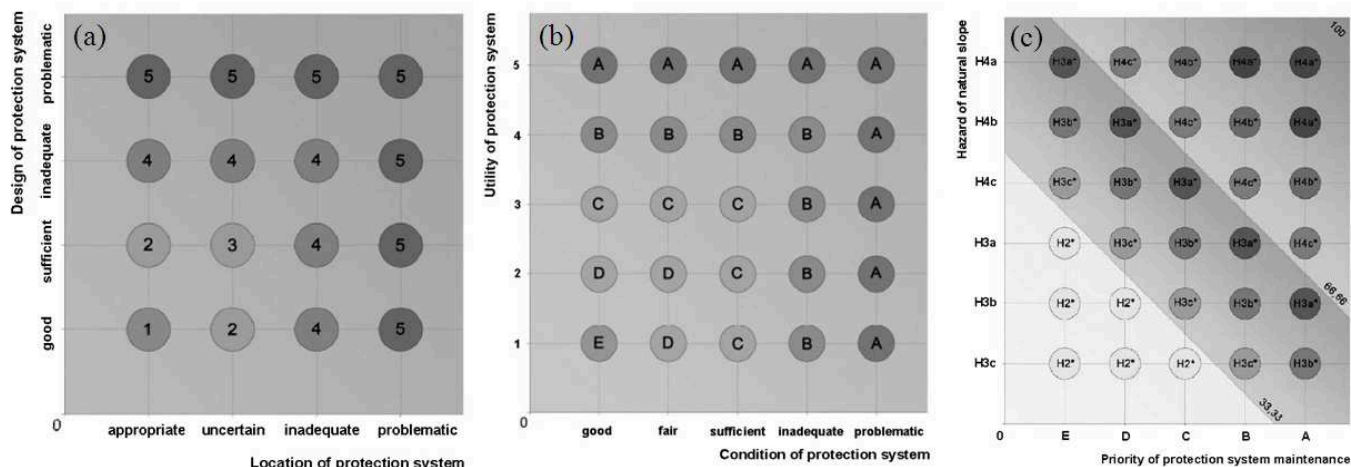 (a)
Design of protection system
problematic
5 5 5 5
inadequate
4 4 4 5
sufficient
2 3 4 5
good
1 2 4 5
0
appropriate uncertain inadequate problematic
Location of protection system
(b)
Utility of protection system
5 A A A A A
4 B B B B A
3 C C C B A
2 D D C B A
1 E D C B A
0
good fair sufficient inadequate problematic
Condition of protection system
(c)
100
Hazard of natural slope
H4a H3a* H4c* H4b* H4a* H4a*
H4b H3b* H3a* H4c* H4b* H4a*
H4c H3c* H3b* H3a* H4c* H4b*
H3a H2* H3c* H3b* H3a* H4c*
66,66
H3b H2* H2* H3c* H3b* H3a*
H3c H2* H2* H2* H3c* H3b*
33,33
0 E D C B A
Priority of protection system maintenance